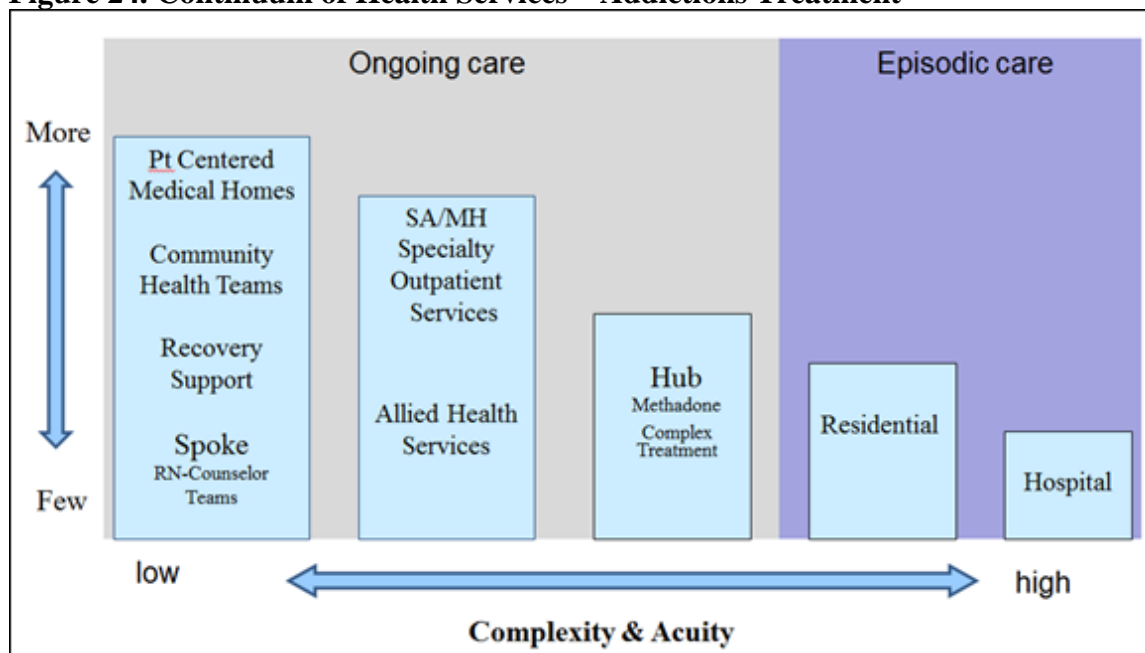 Figure 24. Continuum of Health Services – Addictions Treatment
Ongoing care
Episodic care
More
Few
Pt Centered
Medical Homes
Community
Health Teams
Recovery
Support
Spoke
RN-Counselor
Teams
SA/MH
Specialty
Outpatient
Services
Allied Health
Services
Hub
Methadone
Complex
Treatment
Residential
Hospital
low
high
Complexity & Acuity